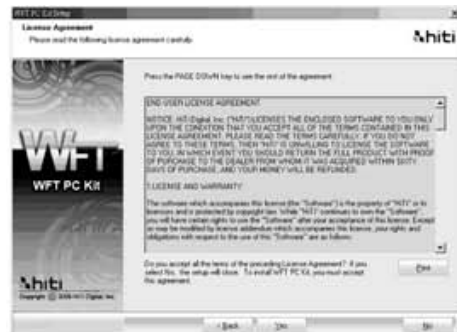 WFT PC Kit Setup
License Agreement
Please read the following license agreement carefully.
hiti
Press the PAGE DOWN key to see the rest of the agreement.
END-USER LICENSE AGREEMENT
NOTICE: HiTi Digital, Inc. ("HiTi") LICENSES THE ENCLOSED SOFTWARE TO YOU ONLY
UPON THE CONDITION THAT YOU ACCEPT ALL OF THE TERMS CONTAINED IN THIS
LICENSE AGREEMENT. PLEASE READ THE TERMS CAREFULLY. IF YOU DO NOT
AGREE TO THESE TERMS, THEN "HiTi" IS UNWILLING TO LICENSE THE SOFTWARE
TO YOU, IN WHICH EVENT YOU SHOULD RETURN THE FULL PRODUCT WITH PROOF
OF PURCHASE TO THE DEALER FROM WHOM IT WAS ACQUIRED WITHIN SIXTY
DAYS OF PURCHASE, AND YOUR MONEY WILL BE REFUNDED.
1.LICENSE AND WARRANTY:
The software which accompanies this license (the "Software") is the property of "HiTi" or its
licensors and is protected by copyright law. While "HiTi" continues to own the "Software",
you will have certain rights to use the "Software" after your acceptance of this license. Except
as may be modified by license addendum which accompanies this license, your rights and
obligations with respect to the use of this "Software" are as follows:
WFT
WFT PC Kit
hiti
Do you accept all the terms of the preceding License Agreement? If you
select No, the setup will close. To install WFT PC Kit, you must accept
this agreement.
Print
< Back
Yes
No